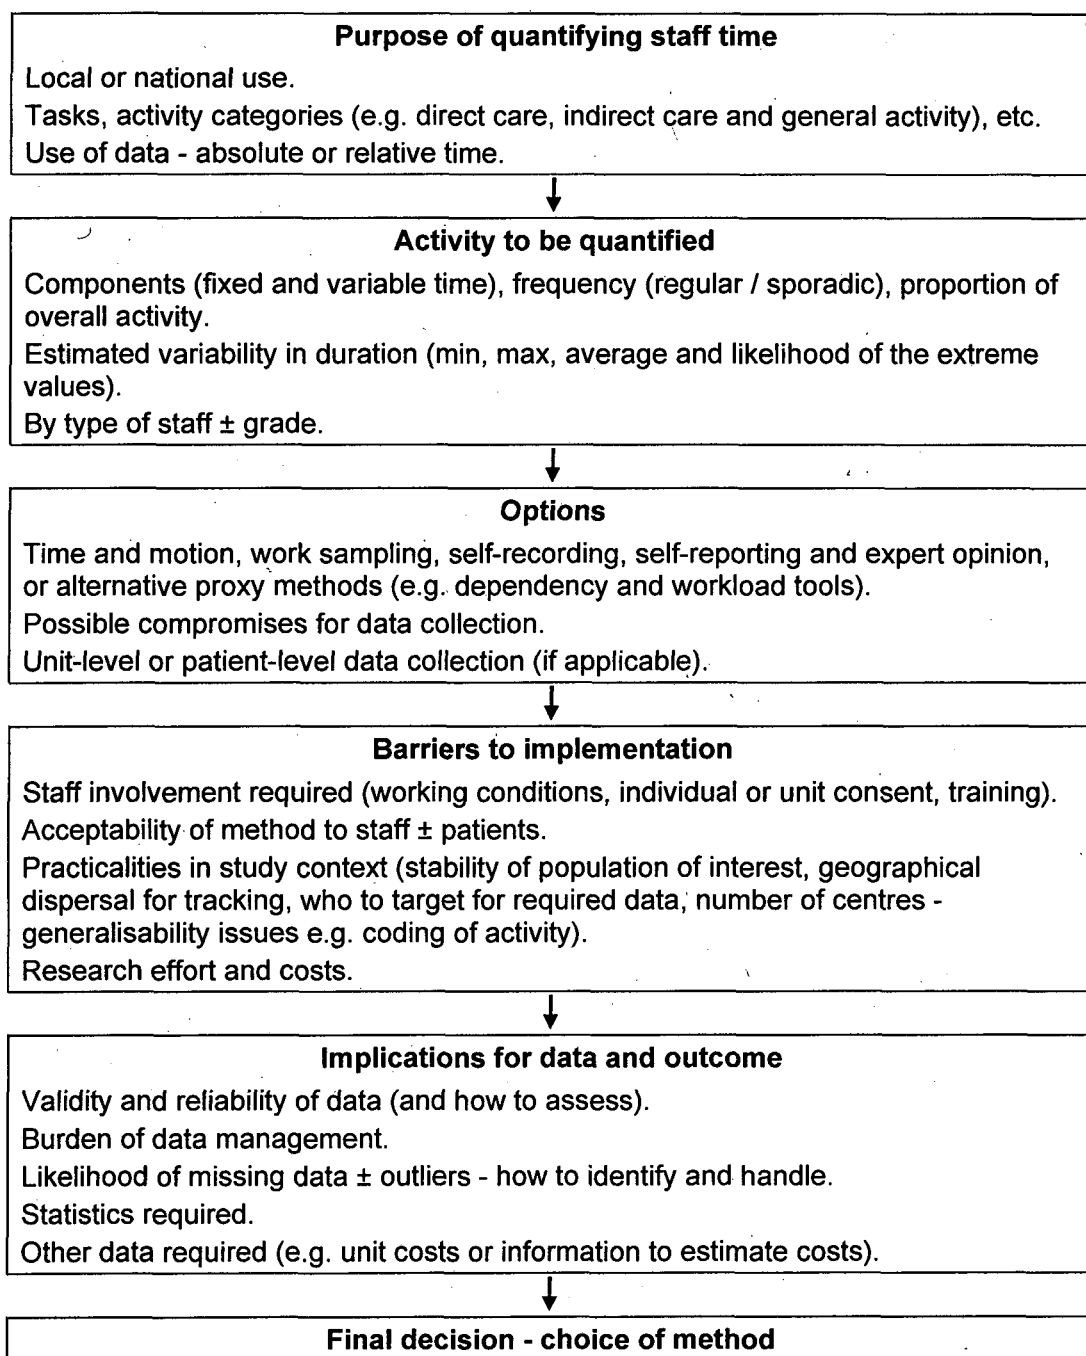 Purpose of quantifying staff time
Local or national use.
Tasks, activity categories (e.g. direct care, indirect care and general activity), etc.
Use of data - absolute or relative time.
Activity to be quantified
Components (fixed and variable time), frequency (regular / sporadic), proportion of
overall activity.
Estimated variability in duration (min, max, average and likelihood of the extreme
values).
By type of staff ± grade.
Options
Time and motion, work sampling, self-recording, self-reporting and expert opinion,
or alternative proxy methods (e.g. dependency and workload tools).
Possible compromises for data collection.
Unit-level or patient-level data collection (if applicable).
Barriers to implementation
Staff involvement required (working conditions, individual or unit consent, training).
Acceptability of method to staff ± patients.
Practicalities in study context (stability of population of interest, geographical
dispersal for tracking, who to target for required data, number of centres -
generalisability issues e.g. coding of activity).
Research effort and costs.
Implications for data and outcome
Validity and reliability of data (and how to assess).
Burden of data management.
Likelihood of missing data ± outliers - how to identify and handle.
Statistics required.
Other data required (e.g. unit costs or information to estimate costs).
Final decision - choice of method